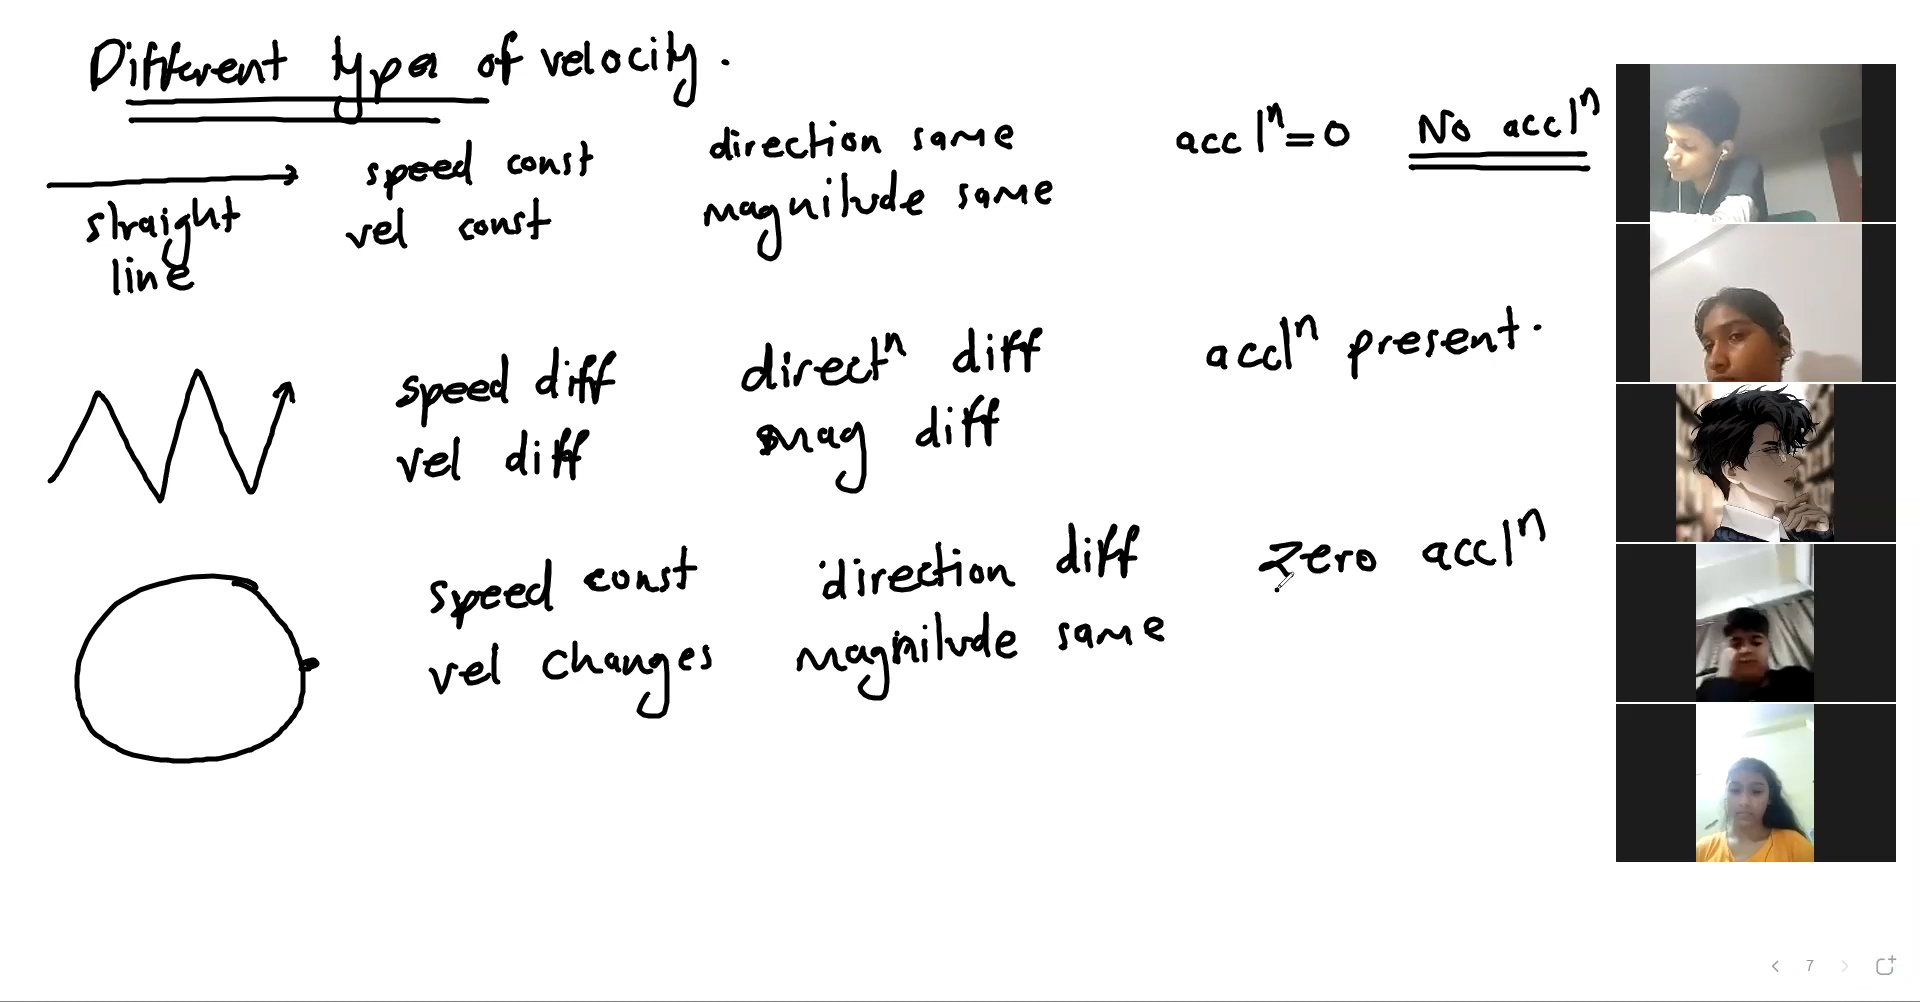 Different types of velocity.
speed const direction same accl^n = 0 No accl^n
straight line vel const magnitude same
speed diff direct^n diff accl^n present.
vel diff mag diff
speed const direction diff zero accl^n
vel changes magnitude same
7